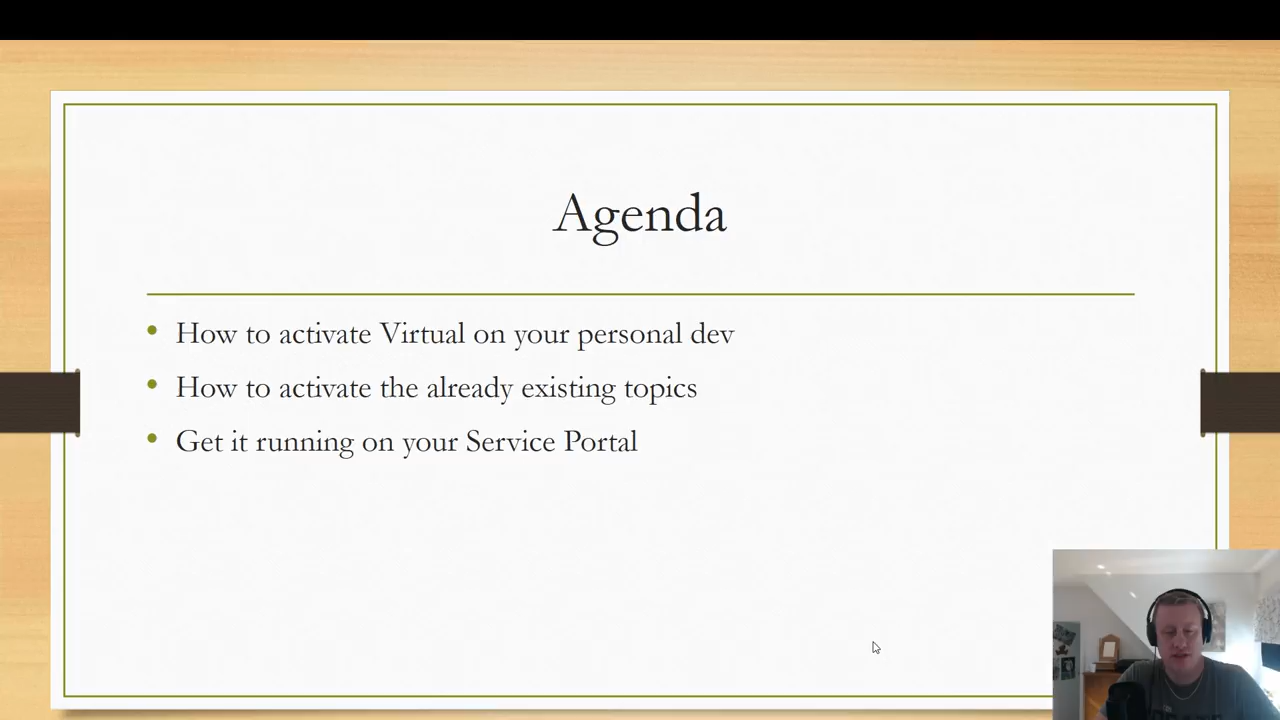 Agenda
How to activate Virtual on your personal dev
How to activate the already existing topics
Get it running on your Service Portal